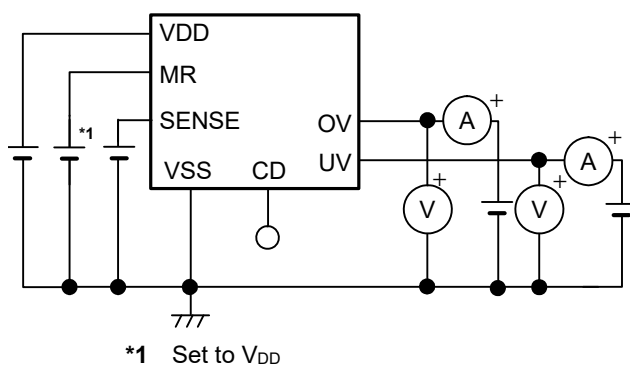 VDD
MR
*1
SENSE
VSS
CD
OV
UV
A
+
A
+
V
+
V
+
*1 Set to VDD